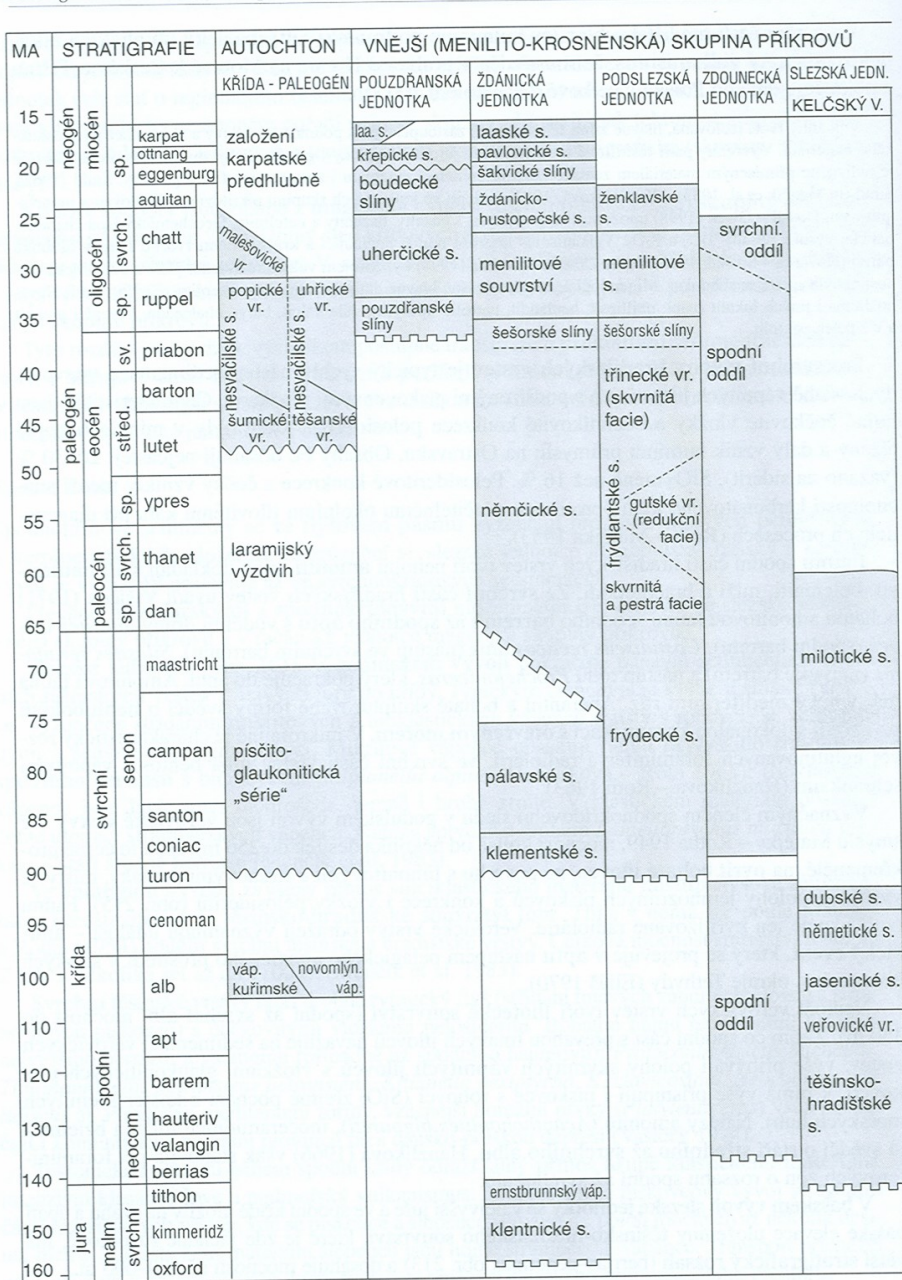 MA STRATIGRAFIE AUTOCHTON VNĚJŠÍ (MENILITO-KROSNĚNSKÁ) SKUPINA PŘÍKROVŮ
KŘÍDA - PALEOGÉN
POUZDŘANSKÁ
JEDNOTKA
ŽDÁNICKÁ
JEDNOTKA
PODSLEZSKÁ
JEDNOTKA
ZDOUNECKÁ
JEDNOTKA
SLEZSKÁ JEDN.
KELČSKÝ V.
15
20
25
30
35
40
45
50
55
60
65
70
75
80
85
90
95
100
110
120
130
140
150
160
neogén
miocén
sp.
karpat
ottnang
eggenburg
aquitan
paleogén
oligocén
svrch.
chatt
sp.
ruppel
eocén
sv.
priabon
střed.
barton
lutet
sp.
ypres
paleocén
svrch.
thanet
sp.
dan
křída
svrchní
senon
maastricht
campan
santon
coniac
turon
cenoman
spodní
alb
apt
barrem
neocom
hauteriv
valangin
berrias
jura
malm
svrchní
tithon
kimmeridž
oxford
založení
karpatské
předhlubně
malešovické
vr.
nesvačilské s.
popické
vr.
uhřické
vr.
nesvačilské s.
šumické
vr.
těšanské
vr.
laramijský
výzdvih
písčito-
glaukonitická
„série“
váp.
kuřimské
novomlýn.
váp.
laa. s.
křepické s.
boudecké
slíny
uherčické s.
pouzdřanské
slíny
laaské s.
pavlovické s.
šakvické slíny
ždánicko-
hustopečské s.
menilitové
souvrství
šešorské slíny
němčické s.
pálavské s.
klementské s.
ernstbrunnský váp.
klentnické s.
ženklavské
s.
menilitové
s.
šešorské slíny
třinecké vr.
(skvrnitá
facie)
frýdlantské s.
gutské vr.
(redukční
facie)
skvrnitá
a pestrá facie
frýdecké s.
svrchní.
oddíl
spodní
oddíl
spodní
oddíl
milotické s.
dubské s.
němetické s.
jasenické s.
veřovické vr.
těšínsko-
hradišťské
s.